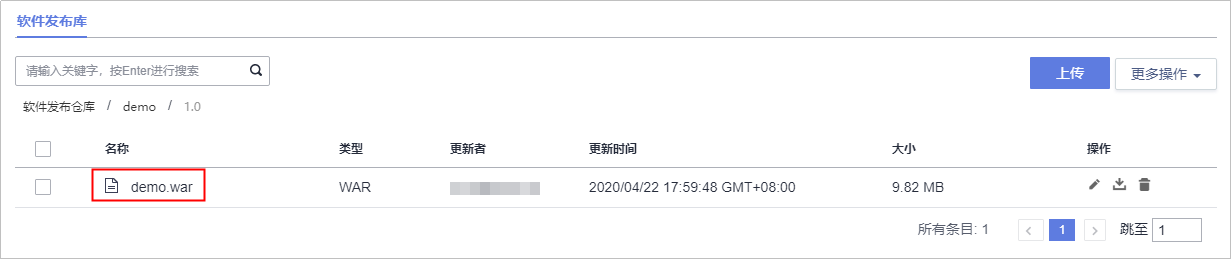 软件发布库
请输入关键字，按Enter进行搜索
上传 更多操作
软件发布仓库 / demo / 1.0
名称 类型 更新者 更新时间 大小 操作
demo.war WAR 2020/04/22 17:59:48 GMT+08:00 9.82 MB
所有条目: 1 < 1 > 跳至 1